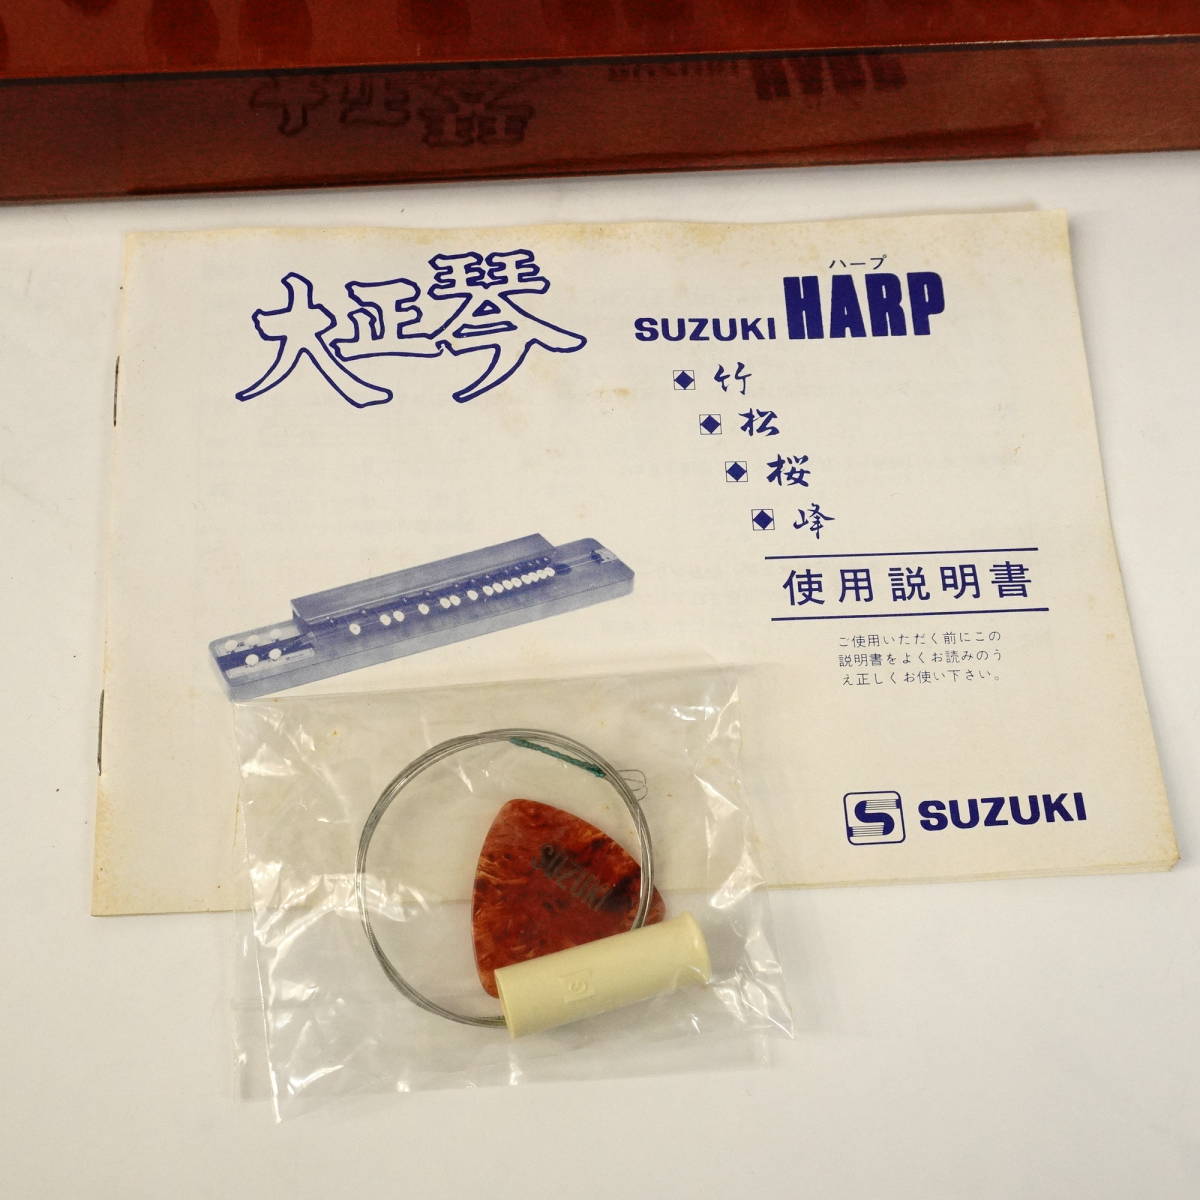 大正琴
ハープ
SUZUKI HARP
竹
松
桜
峰
使用説明書
ご使用いただく前にこの
説明書をよくお読みのう
え正しくお使い下さい。
SUZUKI
SUZUKI